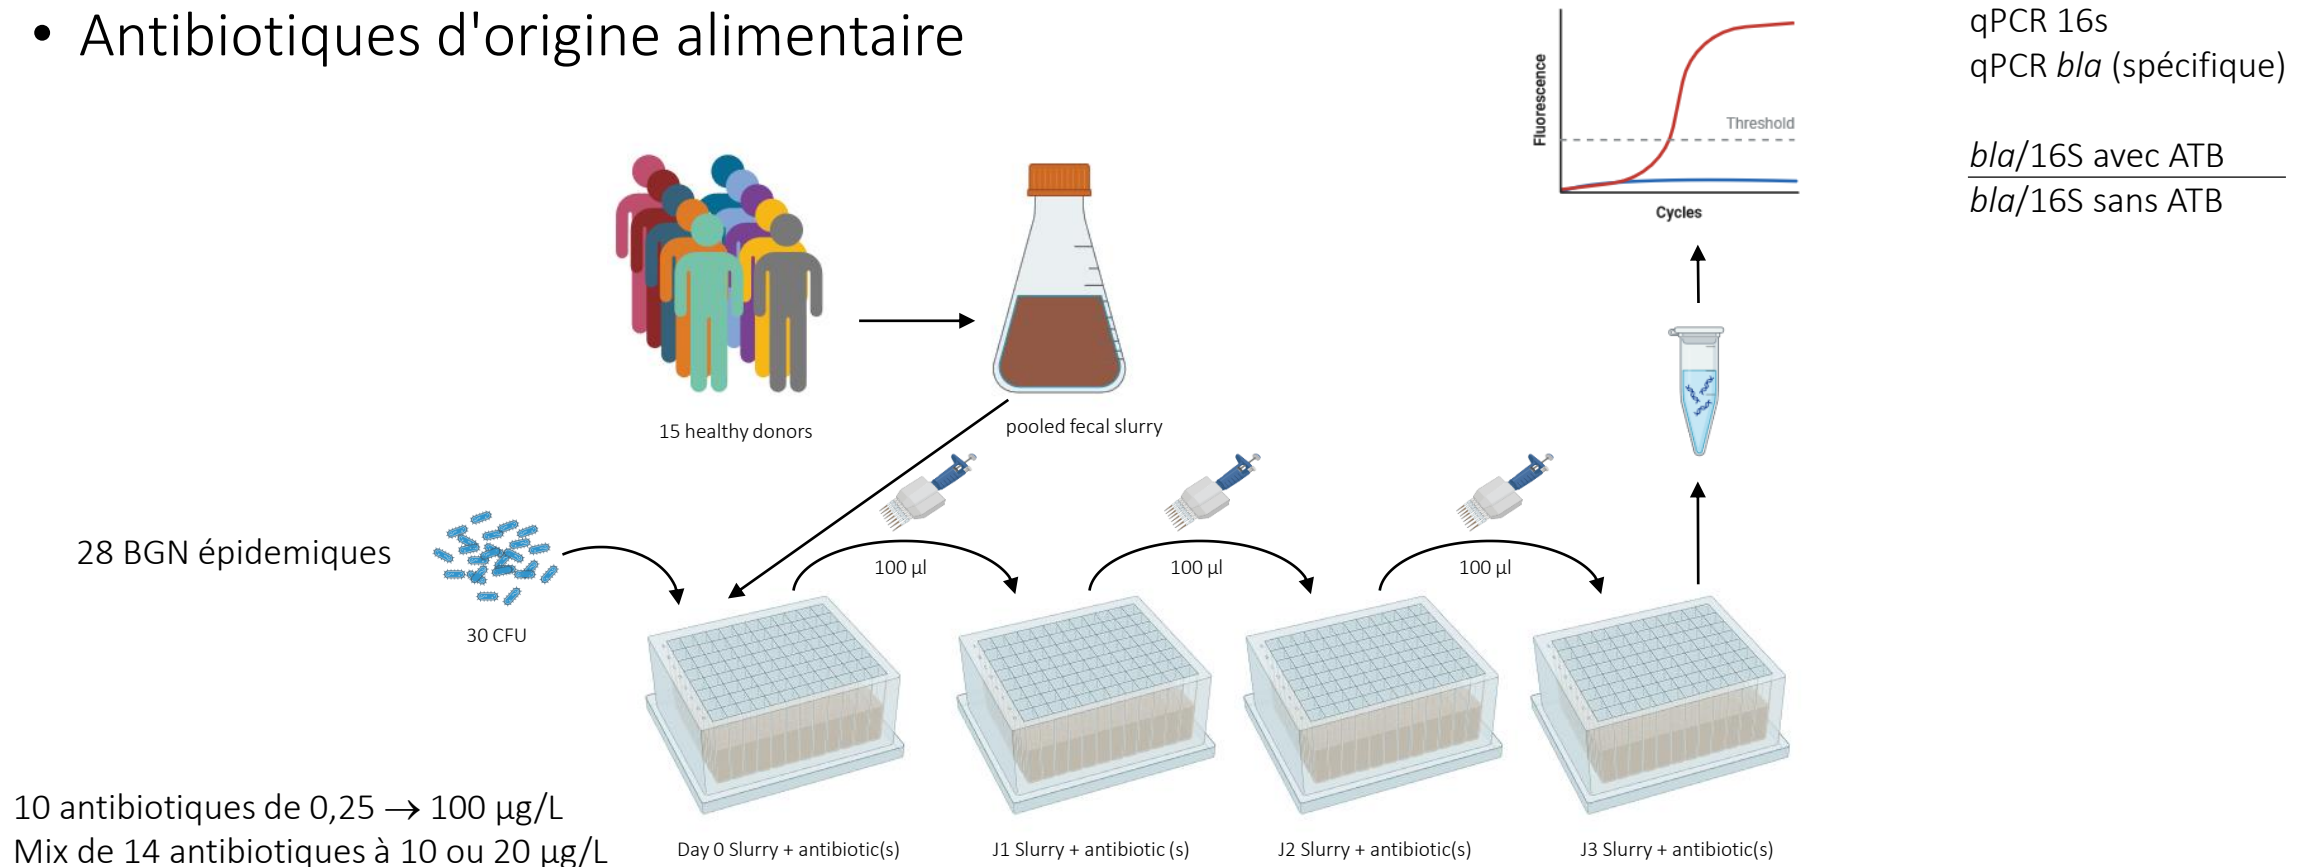 • Antibiotiques d'origine alimentaire
Fluorescence
Threshold
Cycles
qPCR 16s
qPCR bla (spécifique)
bla/16S avec ATB
bla/16S sans ATB
15 healthy donors
pooled fecal slurry
28 BGN épidemiques
30 CFU
100 µl
100 µl
100 µl
10 antibiotiques de 0,25 → 100 µg/L
Mix de 14 antibiotiques à 10 ou 20 µg/L
Day 0 Slurry + antibiotic(s)
J1 Slurry + antibiotic (s)
J2 Slurry + antibiotic(s)
J3 Slurry + antibiotic(s)